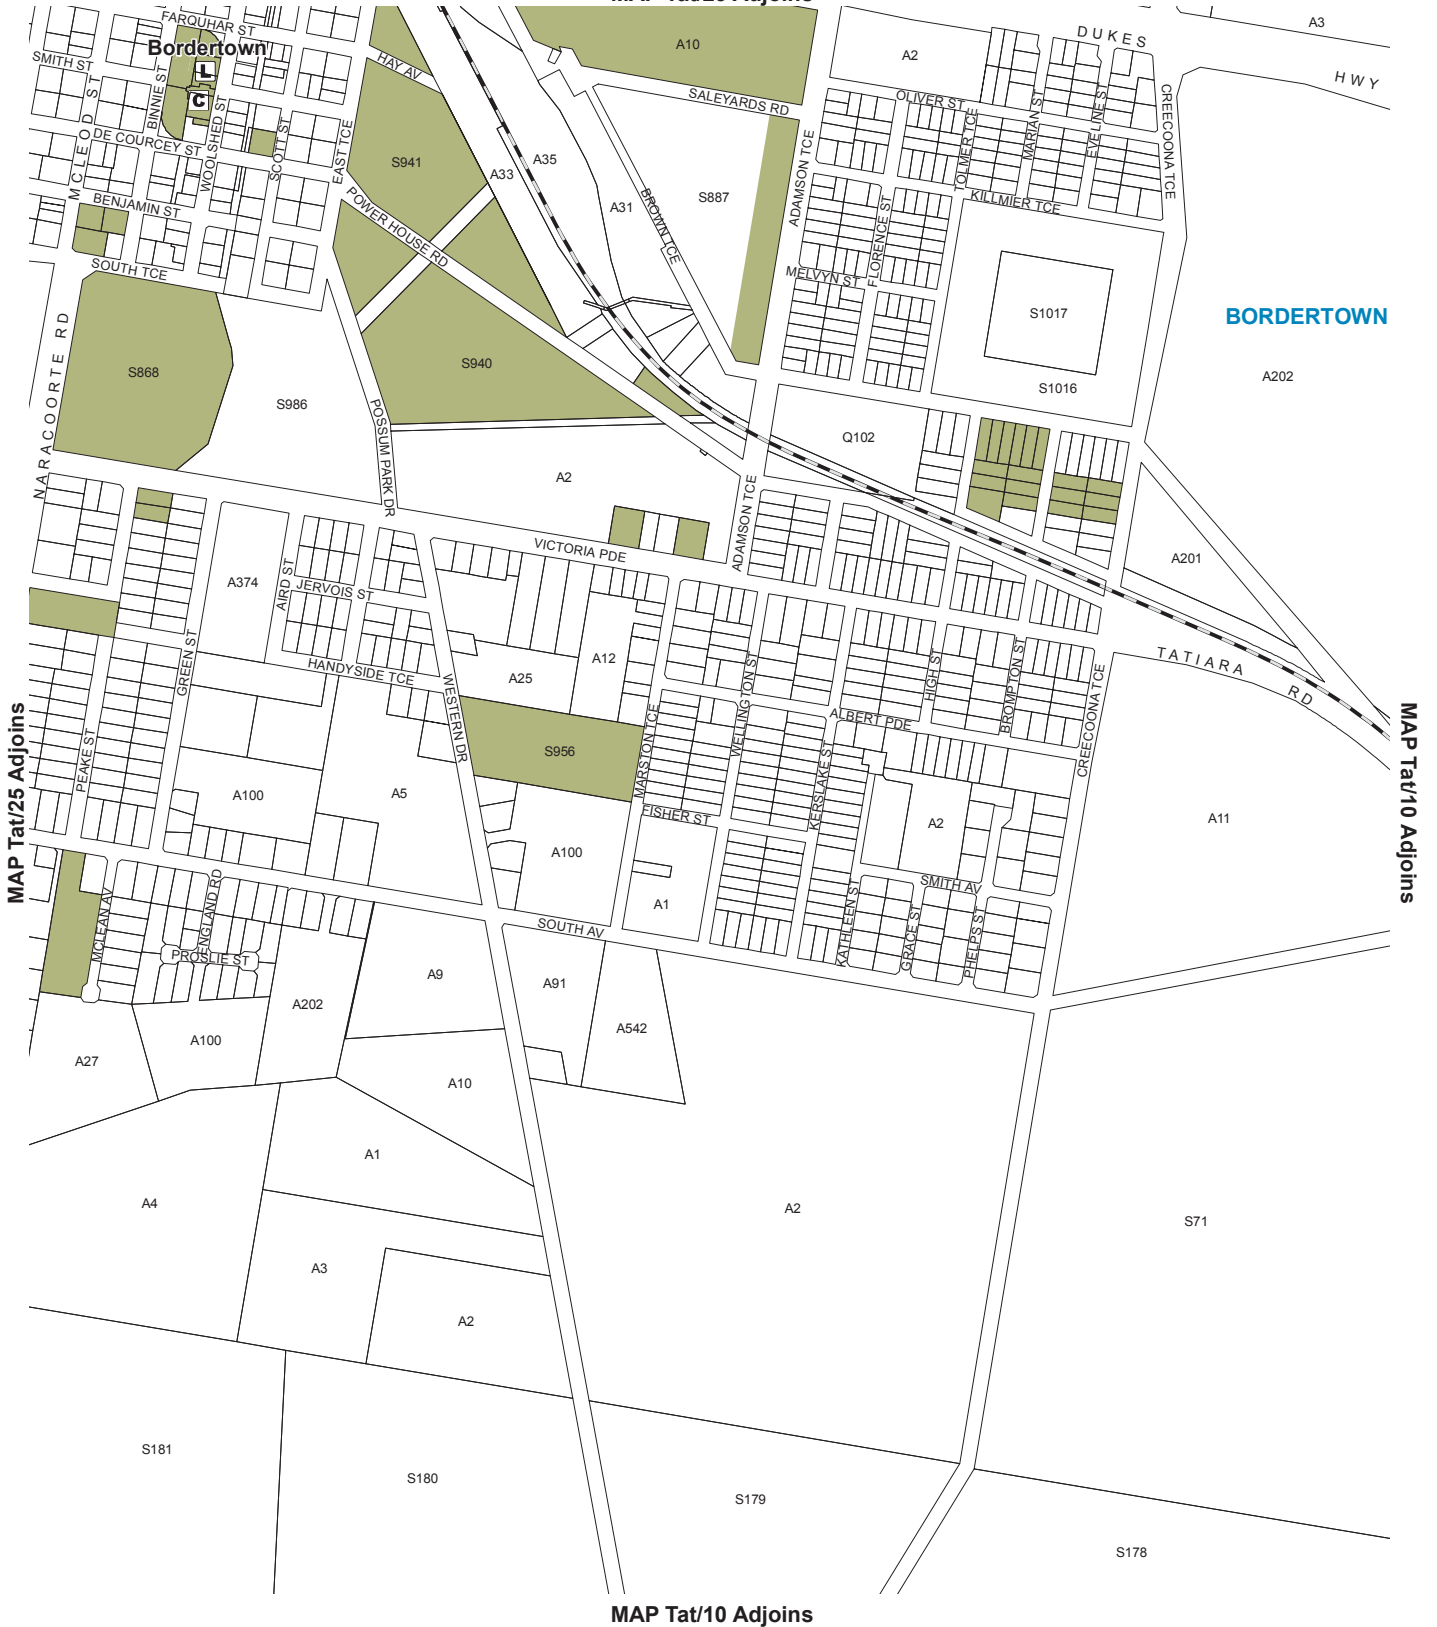 FARQUHAR ST
Bordertown
SMITH ST
L
C
MCLEOD ST
BINNIE ST
WOOLSHED ST
SCOTT ST
EAST TCE
HAY AV
DE COURCEY ST
BENJAMIN ST
SOUTH TCE
POWER HOUSE RD
S941
A33
A35
A31
BROWN TCE
S887
A10
SALEYARDS RD
ADAMSON TCE
A2
DUKES
HWY
A3
OLIVER ST
TOLMER TCE
MARIAN ST
EVELINE ST
CREECOONA TCE
KILLMIER TCE
FLORENCE ST
MELVYN ST
S1017
S1016
BORDERTOWN
A202
NARACOORTE RD
S868
S986
POSSUM PARK DR
S940
A2
Q102
A201
ADAMSON TCE
VICTORIA PDE
A374
AIRD ST
JERVOIS ST
GREEN ST
HANDYSIDE TCE
WESTERN DR
A12
A25
S956
MARSTON TCE
WELLINGTON ST
HIGH ST
BROMPTON ST
CREECOONA TCE
TATIARA
RD
ALBERT PDE
KERSLAKE ST
PEAKE ST
A100
A5
FISHER ST
A2
A11
A100
A1
SMITH AV
MAP Tat/25 Adjoins
MAP Tat/10 Adjoins
MCLEAN AV
ENGLAND RD
PROSLIE ST
SOUTH AV
KATHLEEN ST
GRACE ST
PHELPS ST
A9
A91
A202
A542
A27
A100
A10
A1
A4
A2
S71
A3
A2
S181
S180
S179
S178
MAP Tat/10 Adjoins